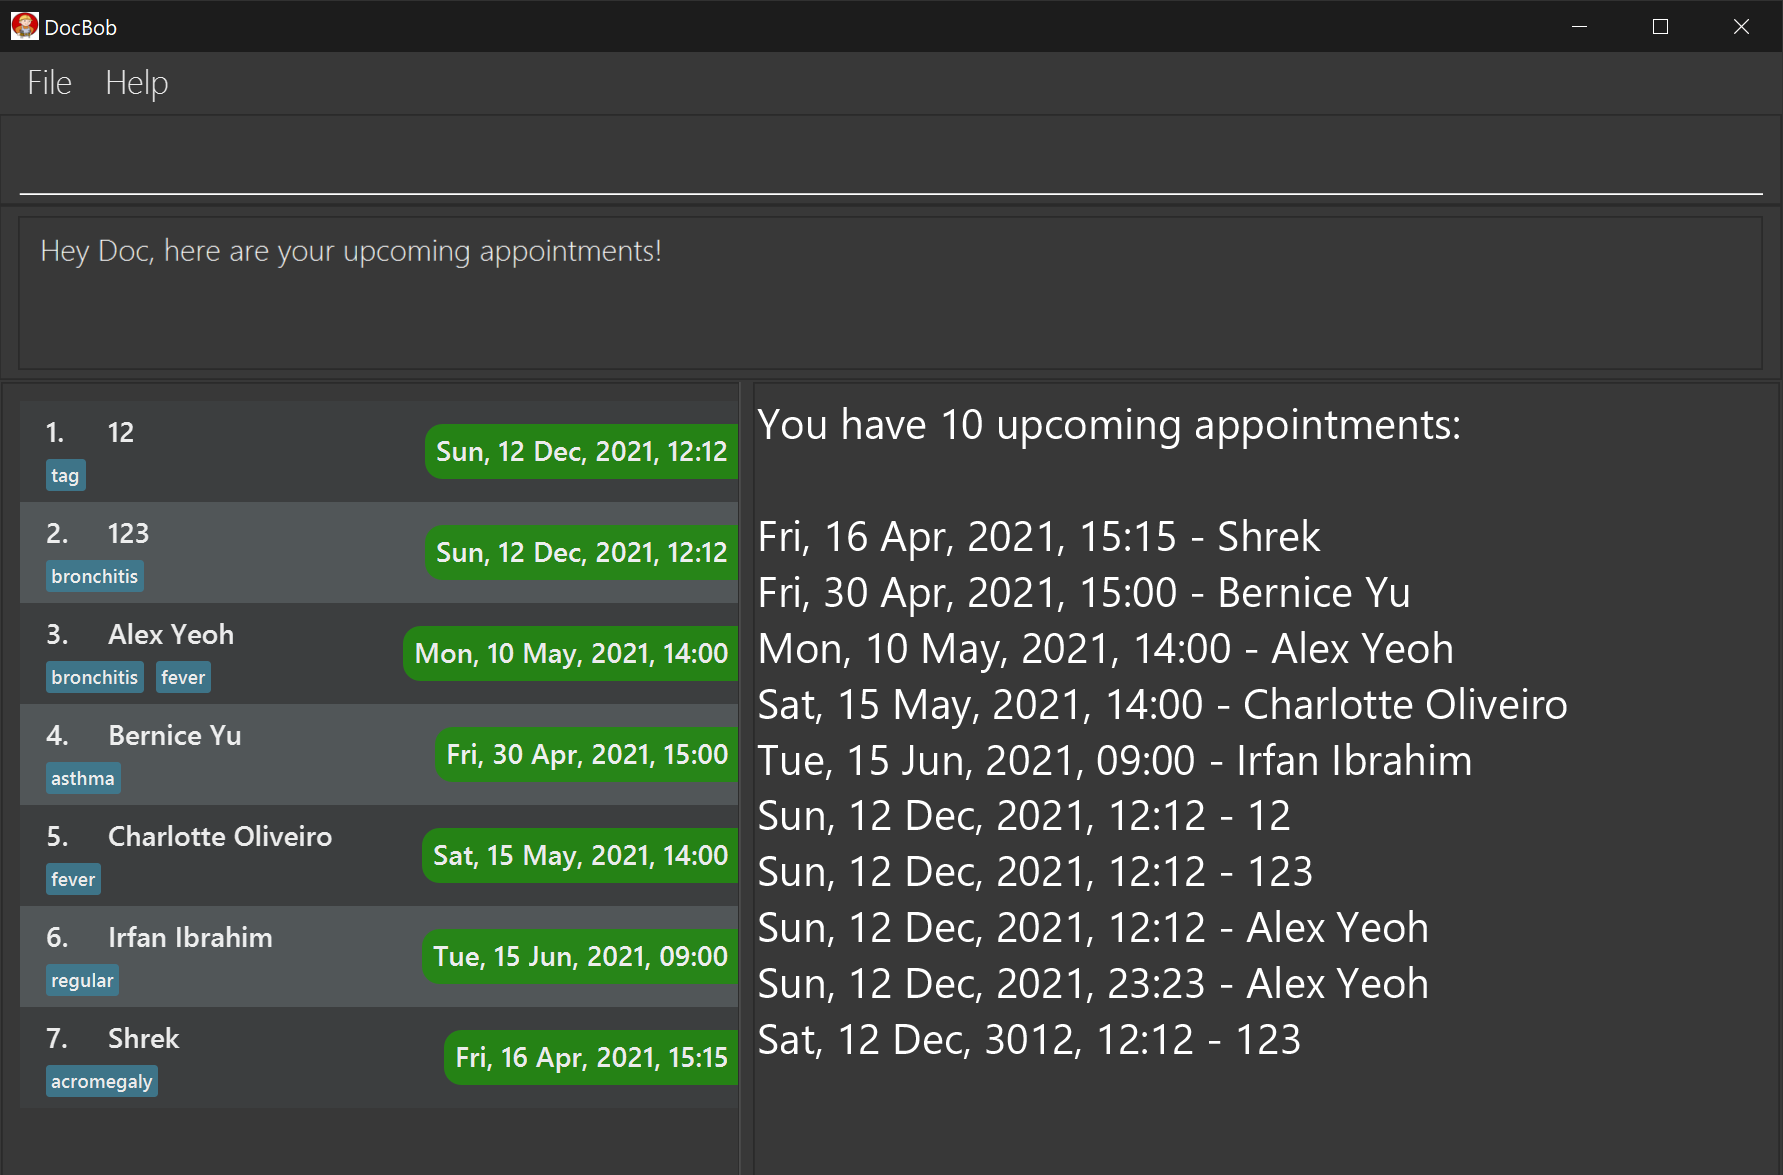 DocBob
File Help
Hey Doc, here are your upcoming appointments!
1. 12
Sun, 12 Dec, 2021, 12:12
tag
2. 123
Sun, 12 Dec, 2021, 12:12
bronchitis
3. Alex Yeoh
Mon, 10 May, 2021, 14:00
bronchitis fever
4. Bernice Yu
Fri, 30 Apr, 2021, 15:00
asthma
5. Charlotte Oliveiro
Sat, 15 May, 2021, 14:00
fever
6. Irfan Ibrahim
Tue, 15 Jun, 2021, 09:00
regular
7. Shrek
Fri, 16 Apr, 2021, 15:15
acromegaly
You have 10 upcoming appointments:
Fri, 16 Apr, 2021, 15:15 - Shrek
Fri, 30 Apr, 2021, 15:00 - Bernice Yu
Mon, 10 May, 2021, 14:00 - Alex Yeoh
Sat, 15 May, 2021, 14:00 - Charlotte Oliveiro
Tue, 15 Jun, 2021, 09:00 - Irfan Ibrahim
Sun, 12 Dec, 2021, 12:12 - 12
Sun, 12 Dec, 2021, 12:12 - 123
Sun, 12 Dec, 2021, 12:12 - Alex Yeoh
Sun, 12 Dec, 2021, 23:23 - Alex Yeoh
Sat, 12 Dec, 3012, 12:12 - 123